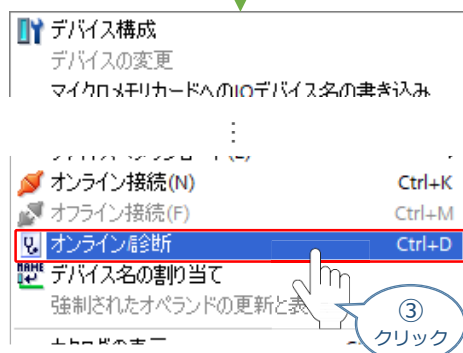 デバイス構成
デバイスの変更
マイクロメモリカードへのIOデバイス名の書き込み
オンライン接続(N) Ctrl+K
オフライン接続(F) Ctrl+M
オンライン診断 Ctrl+D
デバイス名の割り当て
強制されたオペランドの更新と表
③
クリック